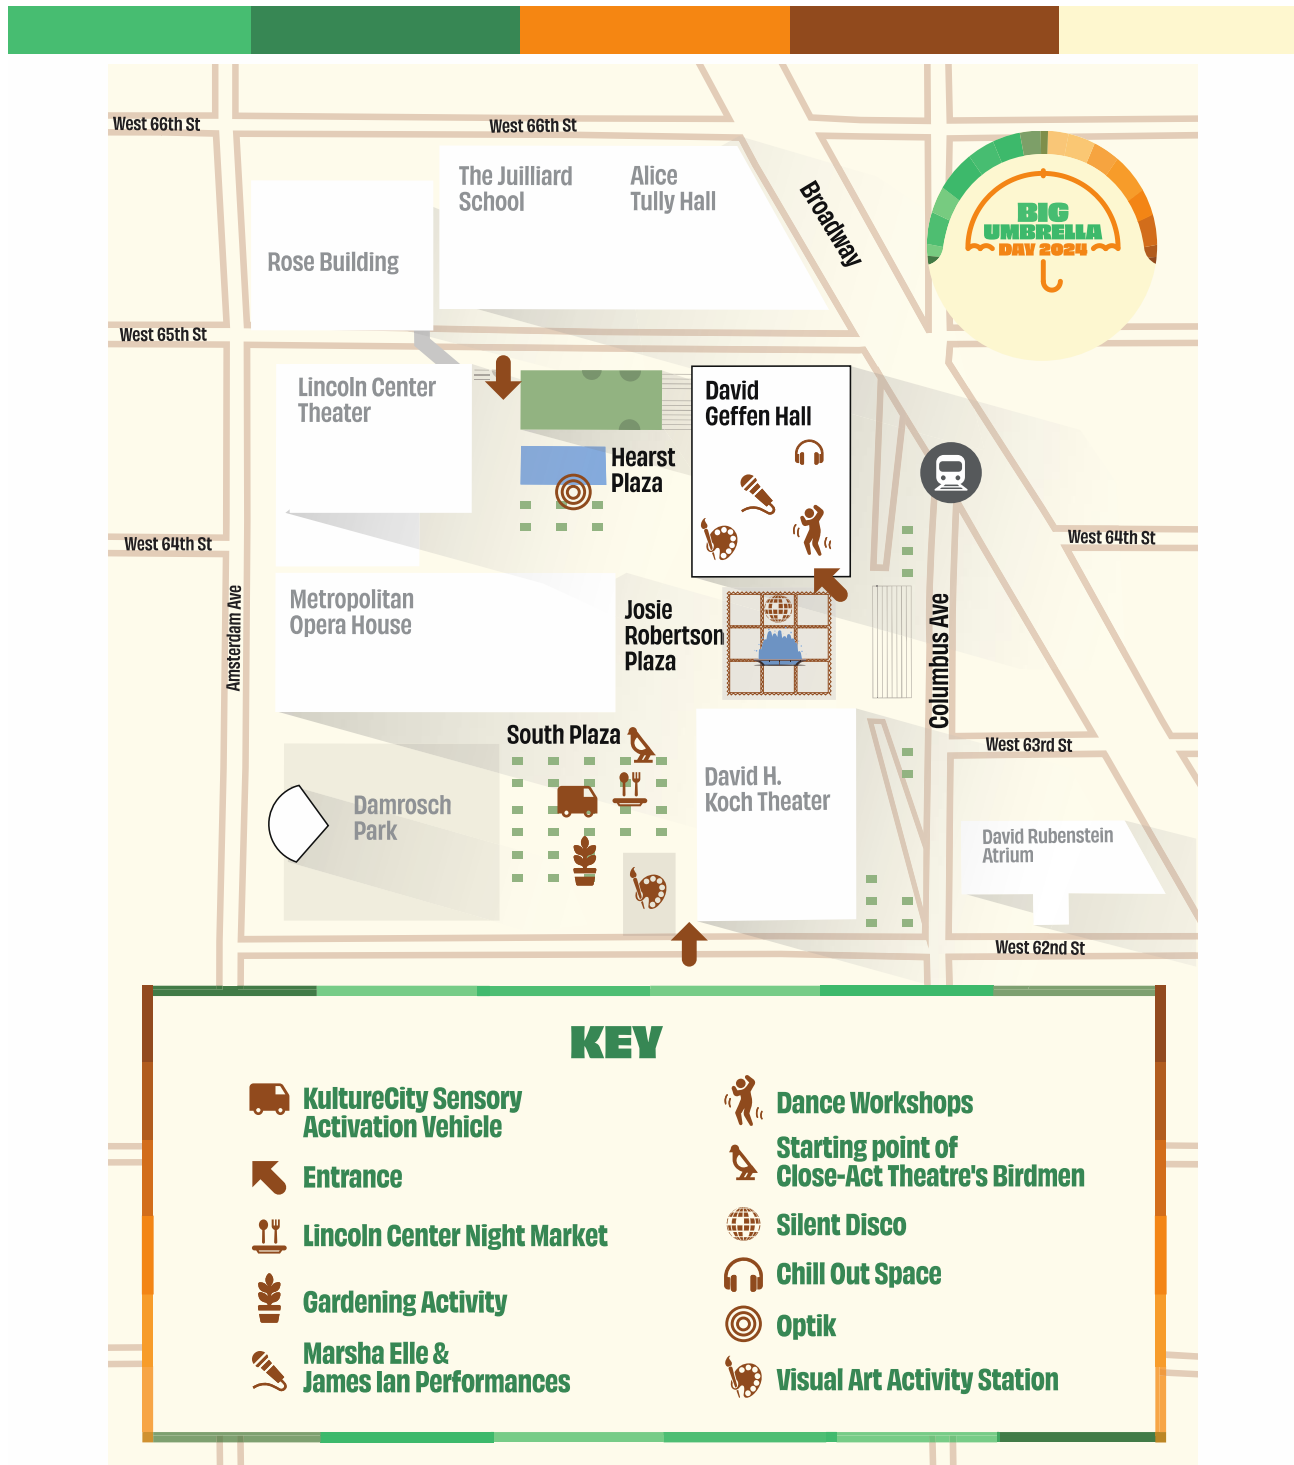 West 66th St
West 66th St
The Juilliard
School
Alice
Tully Hall
Broadway
BIG
UMBRELLA
DAY 2024
Rose Building
West 65th St
Lincoln Center
Theater
David
Geffen Hall
Hearst
Plaza
West 64th St
West 64th St
Amsterdam Ave
Metropolitan
Opera House
Josie
Robertson
Plaza
Columbus Ave
South Plaza
West 63rd St
David H.
Koch Theater
Damrosch
Park
David Rubenstein
Atrium
West 62nd St
KEY
KultureCity Sensory
Activation Vehicle
Entrance
Lincoln Center Night Market
Gardening Activity
Marsha Elle &
James Ian Performances
Dance Workshops
Starting point of
Close-Act Theatre's Birdmen
Silent Disco
Chill Out Space
Optik
Visual Art Activity Station